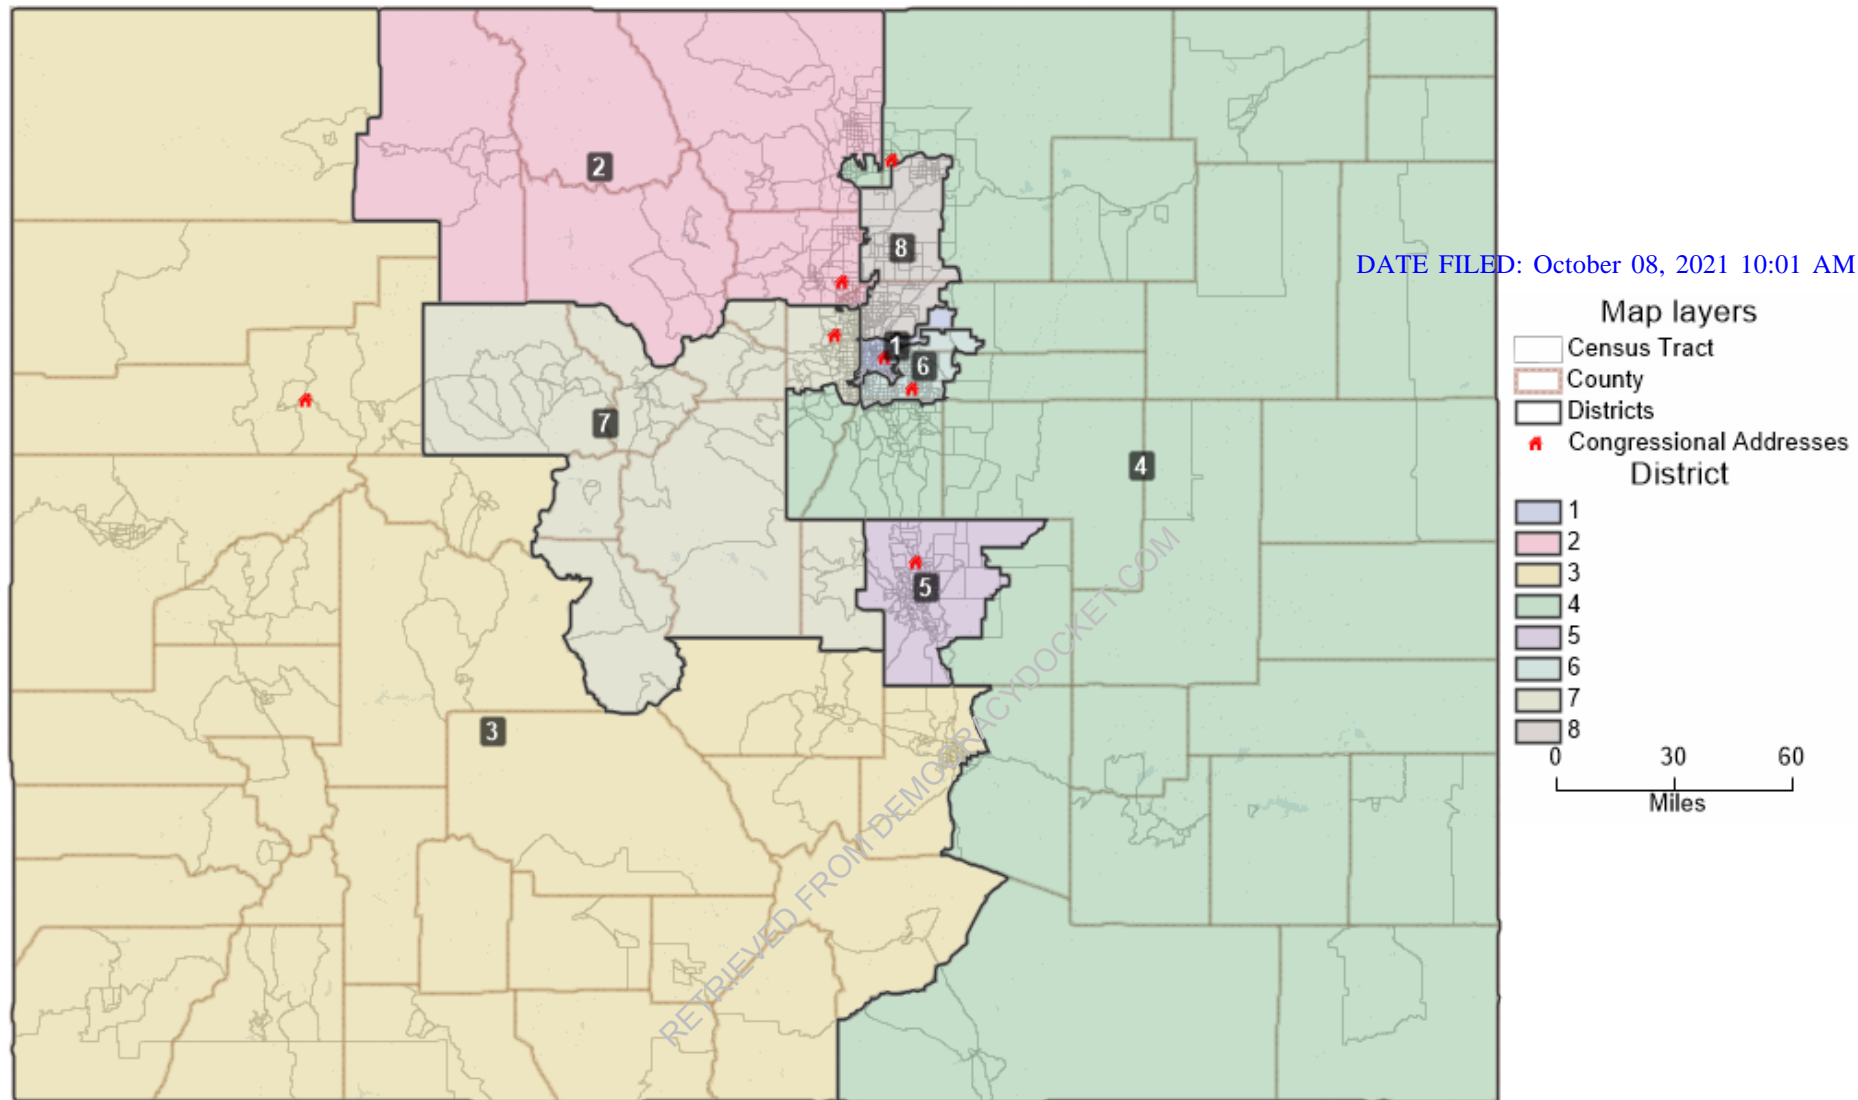 2
8
1
6
7
4
5
3
DATE FILED: October 08, 2021 10:01 AM
Map layers
Census Tract
County
Districts
Congressional Addresses
District
1
2
3
4
5
6
7
8
0 30 60
Miles
RETRIEVED FROM DEMOCRACYDOCKET.COM